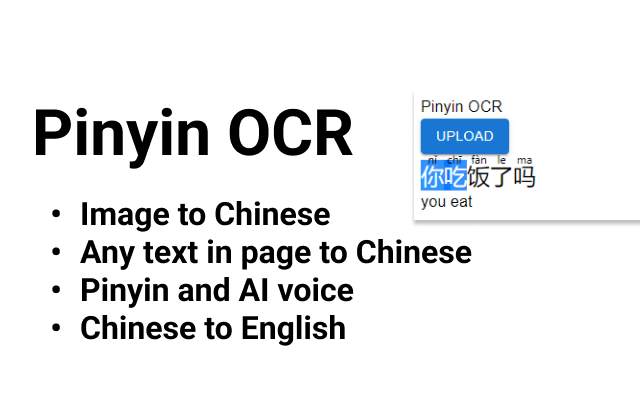 Pinyin OCR
• Image to Chinese
• Any text in page to Chinese
• Pinyin and AI voice
• Chinese to English
Pinyin OCR
UPLOAD
nǐ chī fàn le ma
你吃饭了吗
you eat